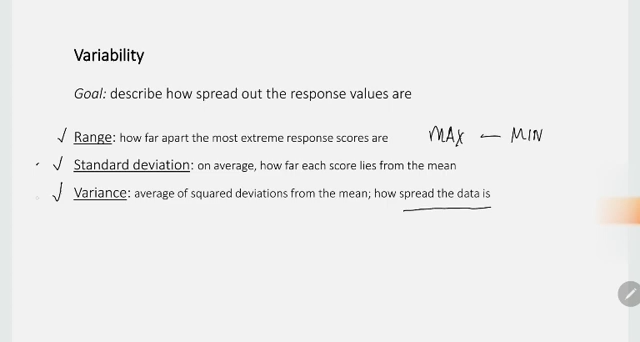 Variability
Goal: describe how spread out the response values are
✓ Range: how far apart the most extreme response scores are MAX — MIN
✓ Standard deviation: on average, how far each score lies from the mean
✓ Variance: average of squared deviations from the mean; how spread the data is